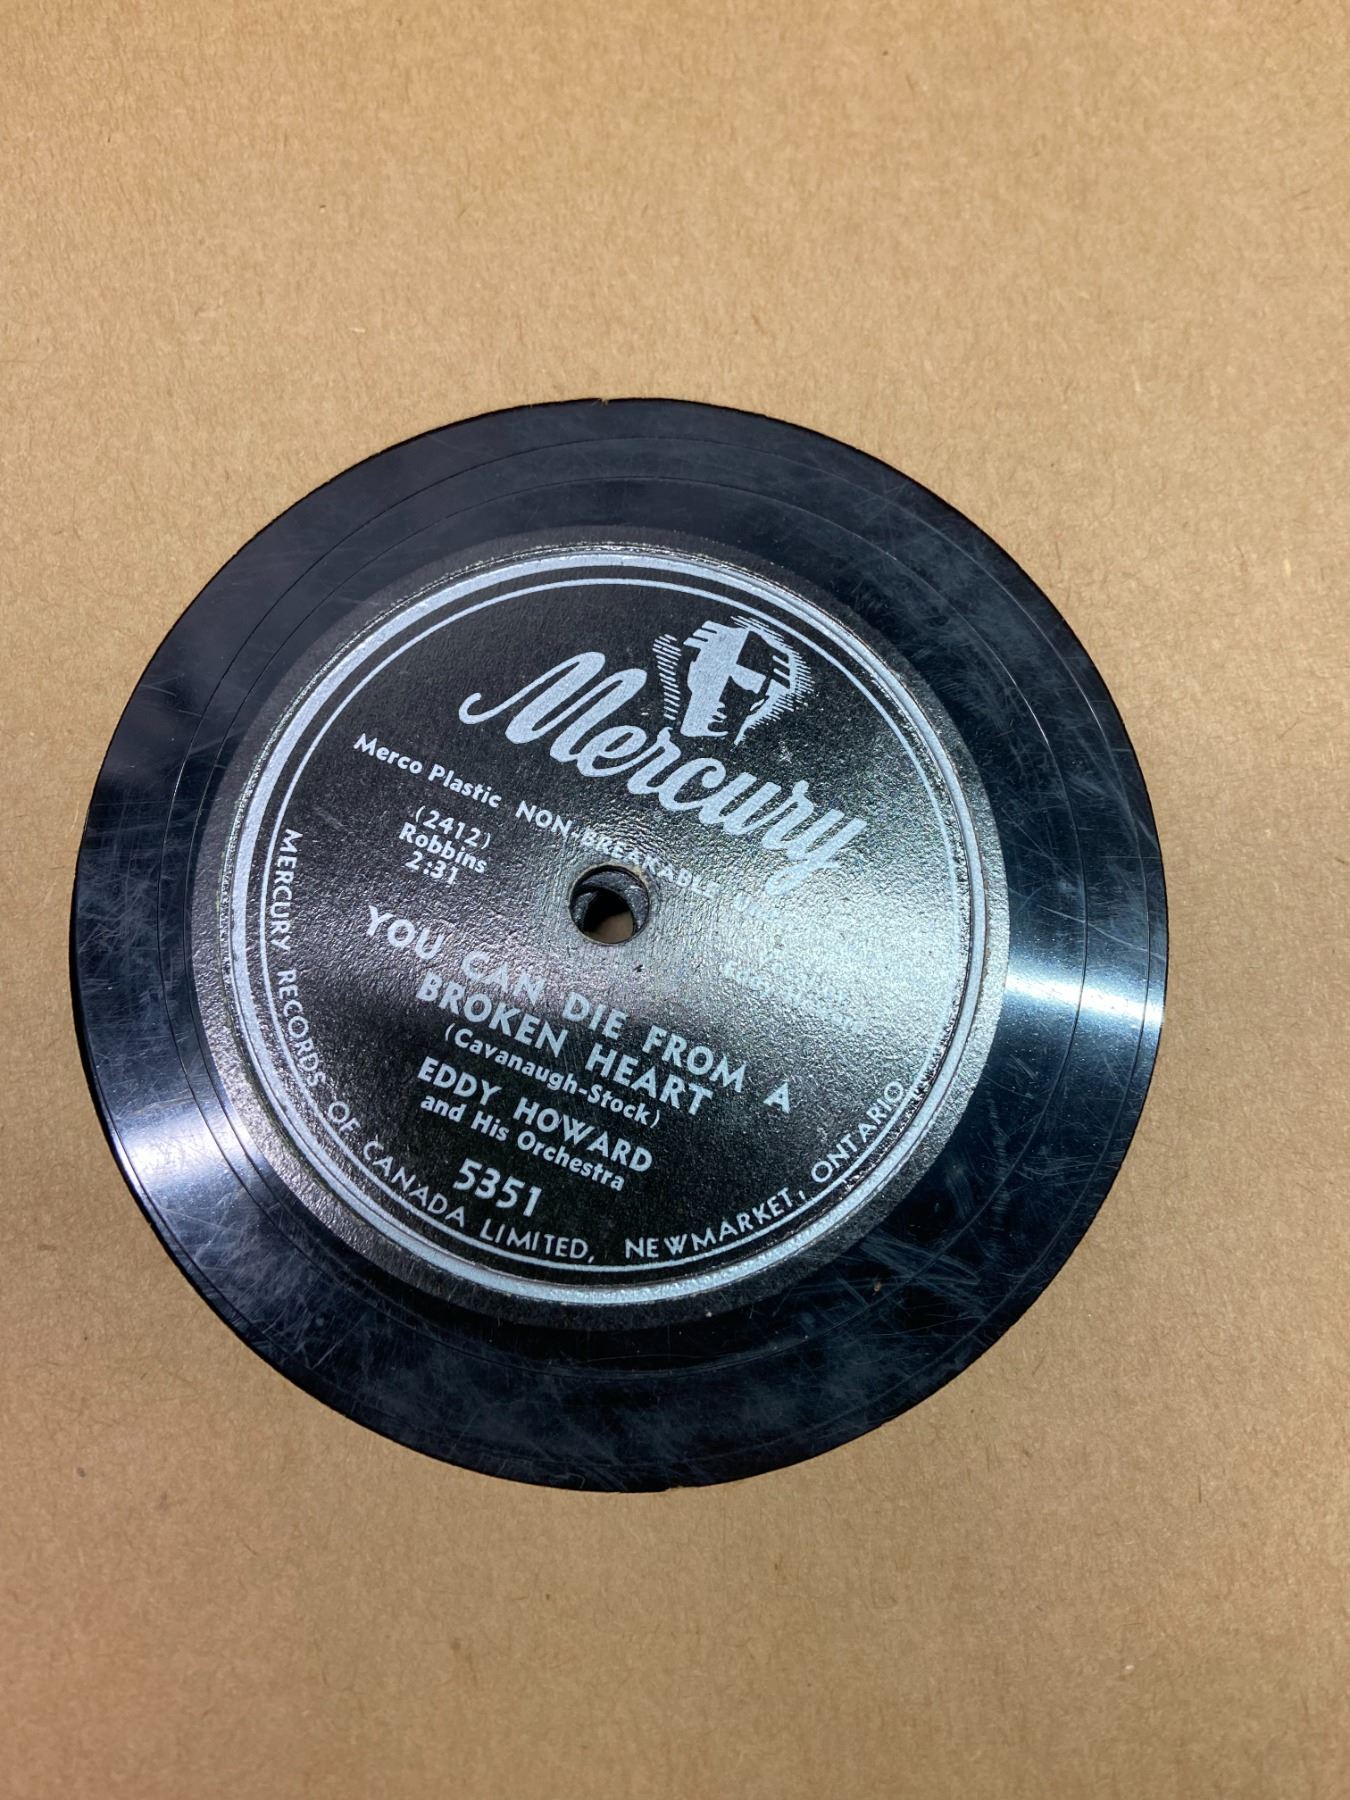 Mercury
Merco Plastic NON-BREAKABLE
(2412)
Robbins
2:31
YOU CAN DIE FROM A
BROKEN HEART
(Cavanaugh-Stock)
EDDY HOWARD
and His Orchestra
5351
MERCURY RECORDS OF CANADA LIMITED, NEWMARKET, ONTARIO